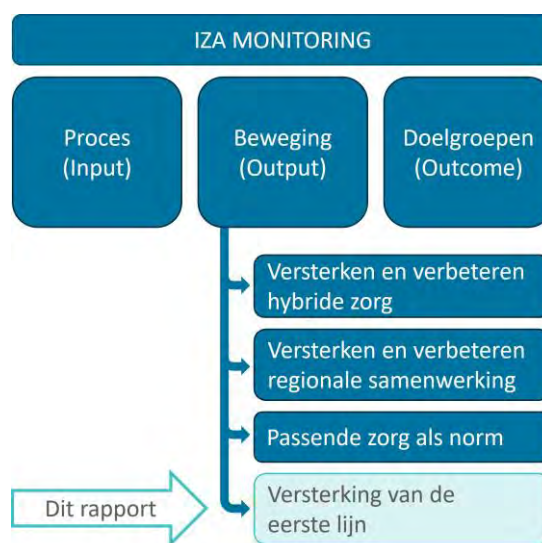 IZA MONITORING
Proces
(Input)
Beweging
(Output)
Doelgroepen
(Outcome)
Versterken en verbeteren
hybride zorg
Versterken en verbeteren
regionale samenwerking
Passende zorg als norm
Dit rapport
Versterking van de
eerste lijn